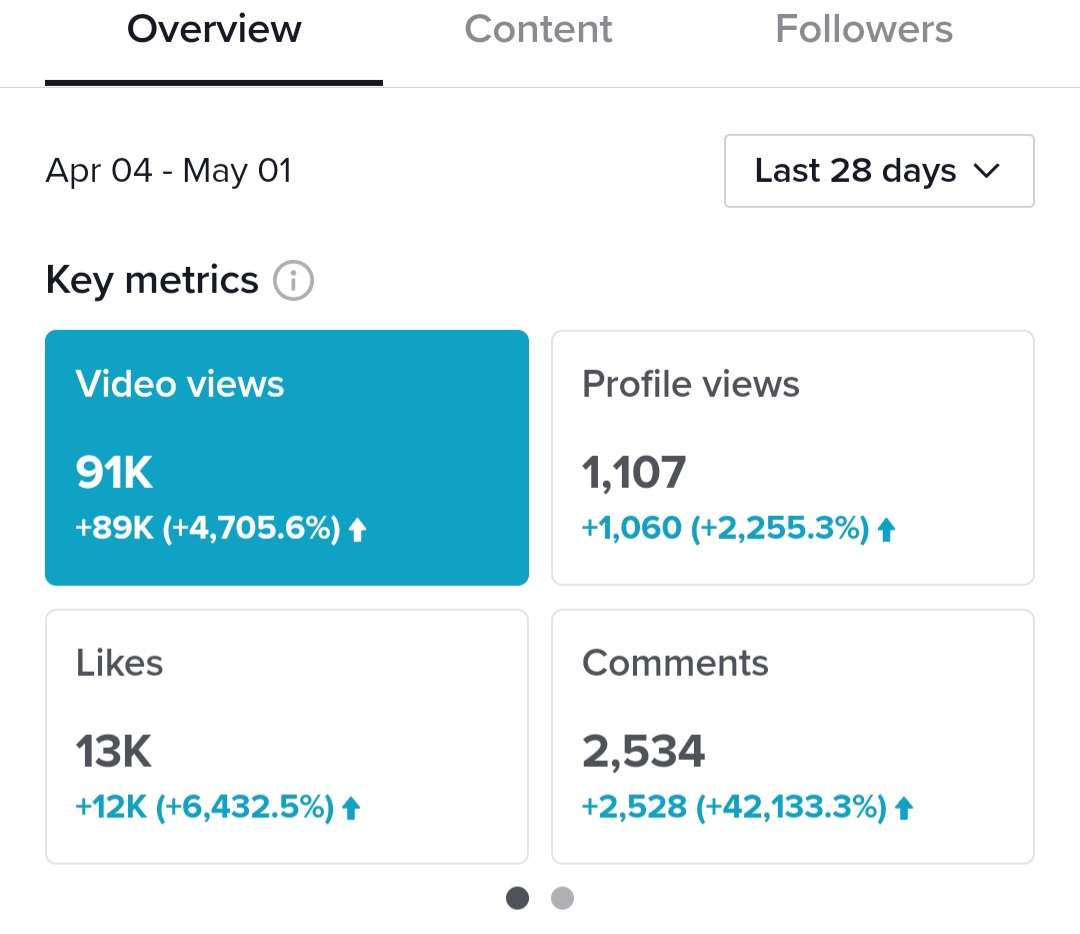 Overview Content Followers
Apr 04 - May 01 Last 28 days
Key metrics
Video views
91K
+89K (+4,705.6%)
Profile views
1,107
+1,060 (+2,255.3%)
Likes
13K
+12K (+6,432.5%)
Comments
2,534
+2,528 (+42,133.3%)